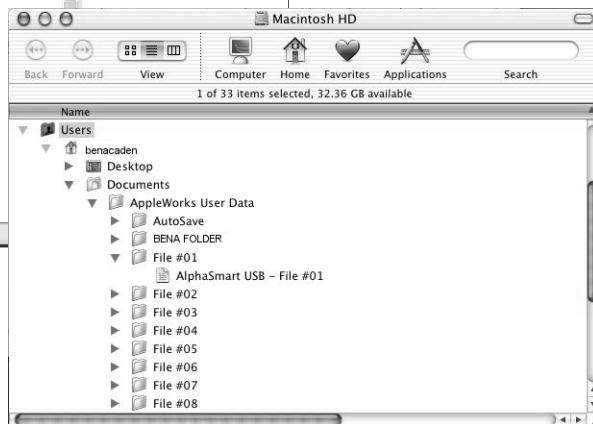 Macintosh HD
Back Forward View Computer Home Favorites Applications Search
1 of 33 items selected, 32.36 GB available
Name
Users
benacaden
Desktop
Documents
AppleWorks User Data
AutoSave
BENA FOLDER
File #01
AlphaSmart USB – File #01
File #02
File #03
File #04
File #05
File #06
File #07
File #08